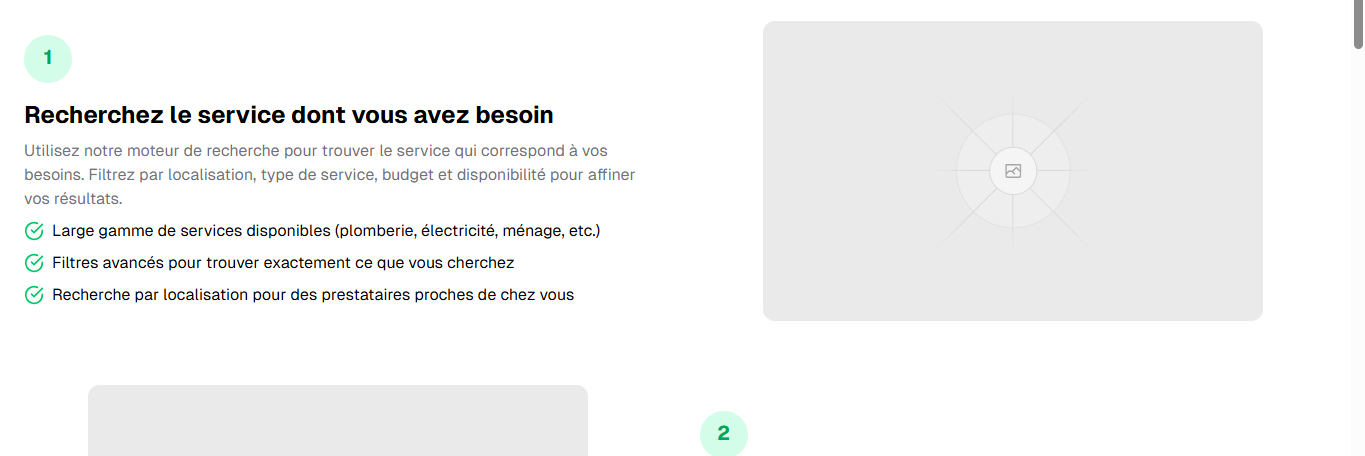 1
Recherchez le service dont vous avez besoin
Utilisez notre moteur de recherche pour trouver le service qui correspond à vos
besoins. Filtrez par localisation, type de service, budget et disponibilité pour affiner
vos résultats.
Large gamme de services disponibles (plomberie, électricité, ménage, etc.)
Filtres avancés pour trouver exactement ce que vous cherchez
Recherche par localisation pour des prestataires proches de chez vous
2